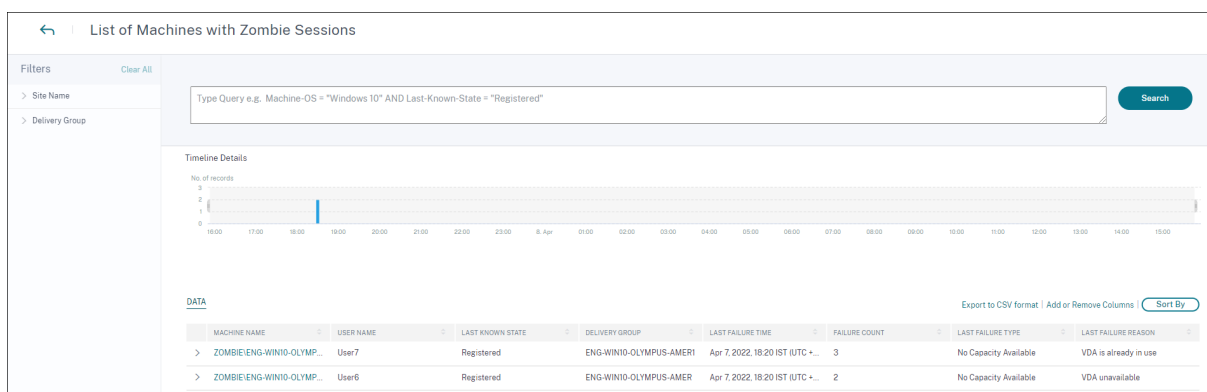 List of Machines with Zombie Sessions
Filters Clear All
Site Name
Delivery Group
Type Query e.g. Machine-OS = "Windows 10" AND Last-Known-State = "Registered"
Search
Timeline Details
No. of records
3
2
1
0
16:00 17:00 18:00 19:00 20:00 21:00 22:00 23:00 8. Apr 01:00 02:00 03:00 04:00 05:00 06:00 07:00 08:00 09:00 10:00 11:00 12:00 13:00 14:00 15:00
DATA
Export to CSV format | Add or Remove Columns | Sort By
MACHINE NAME USER NAME LAST KNOWN STATE DELIVERY GROUP LAST FAILURE TIME FAILURE COUNT LAST FAILURE TYPE LAST FAILURE REASON
ZOMBIE\ENG-WIN10-OLYMP... User7 Registered ENG-WIN10-OLYMPUS-AMER1 Apr 7, 2022, 18:20 IST (UTC +... 3 No Capacity Available VDA is already in use
ZOMBIE\ENG-WIN10-OLYMP... User6 Registered ENG-WIN10-OLYMPUS-AMER Apr 7, 2022, 18:20 IST (UTC +... 2 No Capacity Available VDA unavailable